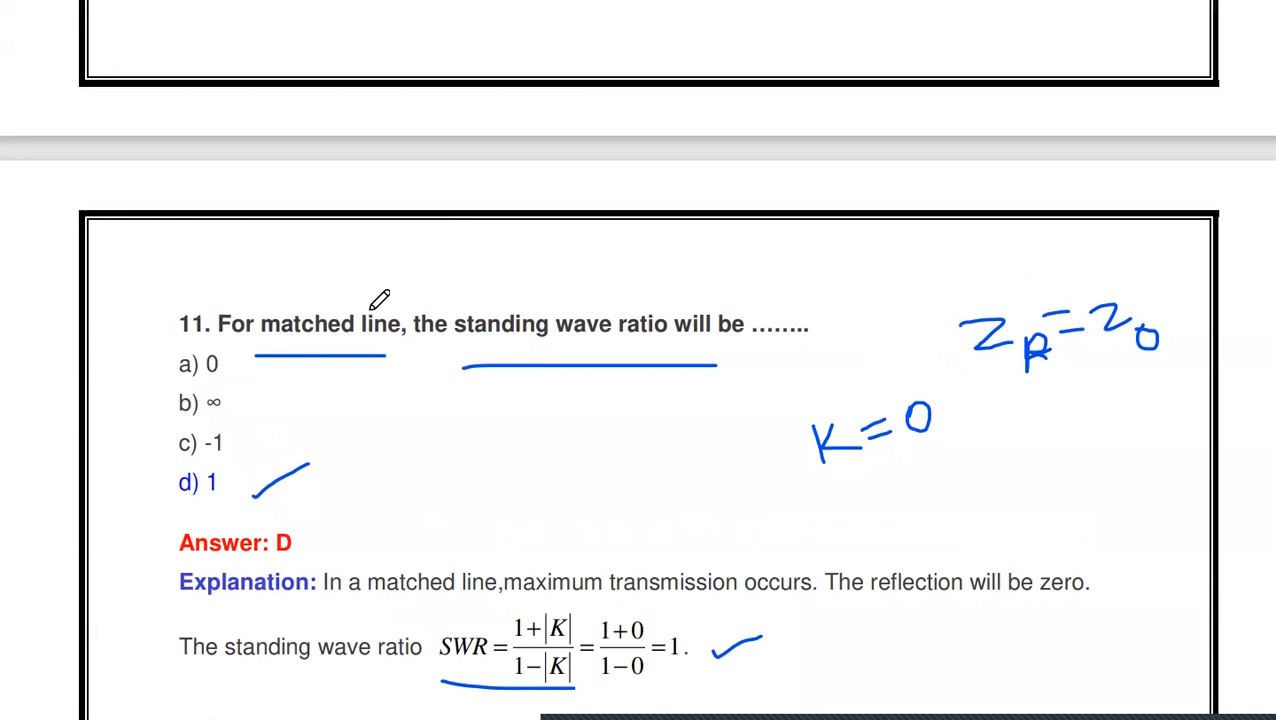 11. For matched line, the standing wave ratio will be ........
a) 0
b) ∞
c) -1
d) 1
Z_R = Z_0
K = 0
Answer: D
Explanation: In a matched line,maximum transmission occurs. The reflection will be zero.
The standing wave ratio SWR = (1+|K|)/(1−|K|) = (1+0)/(1−0) = 1.